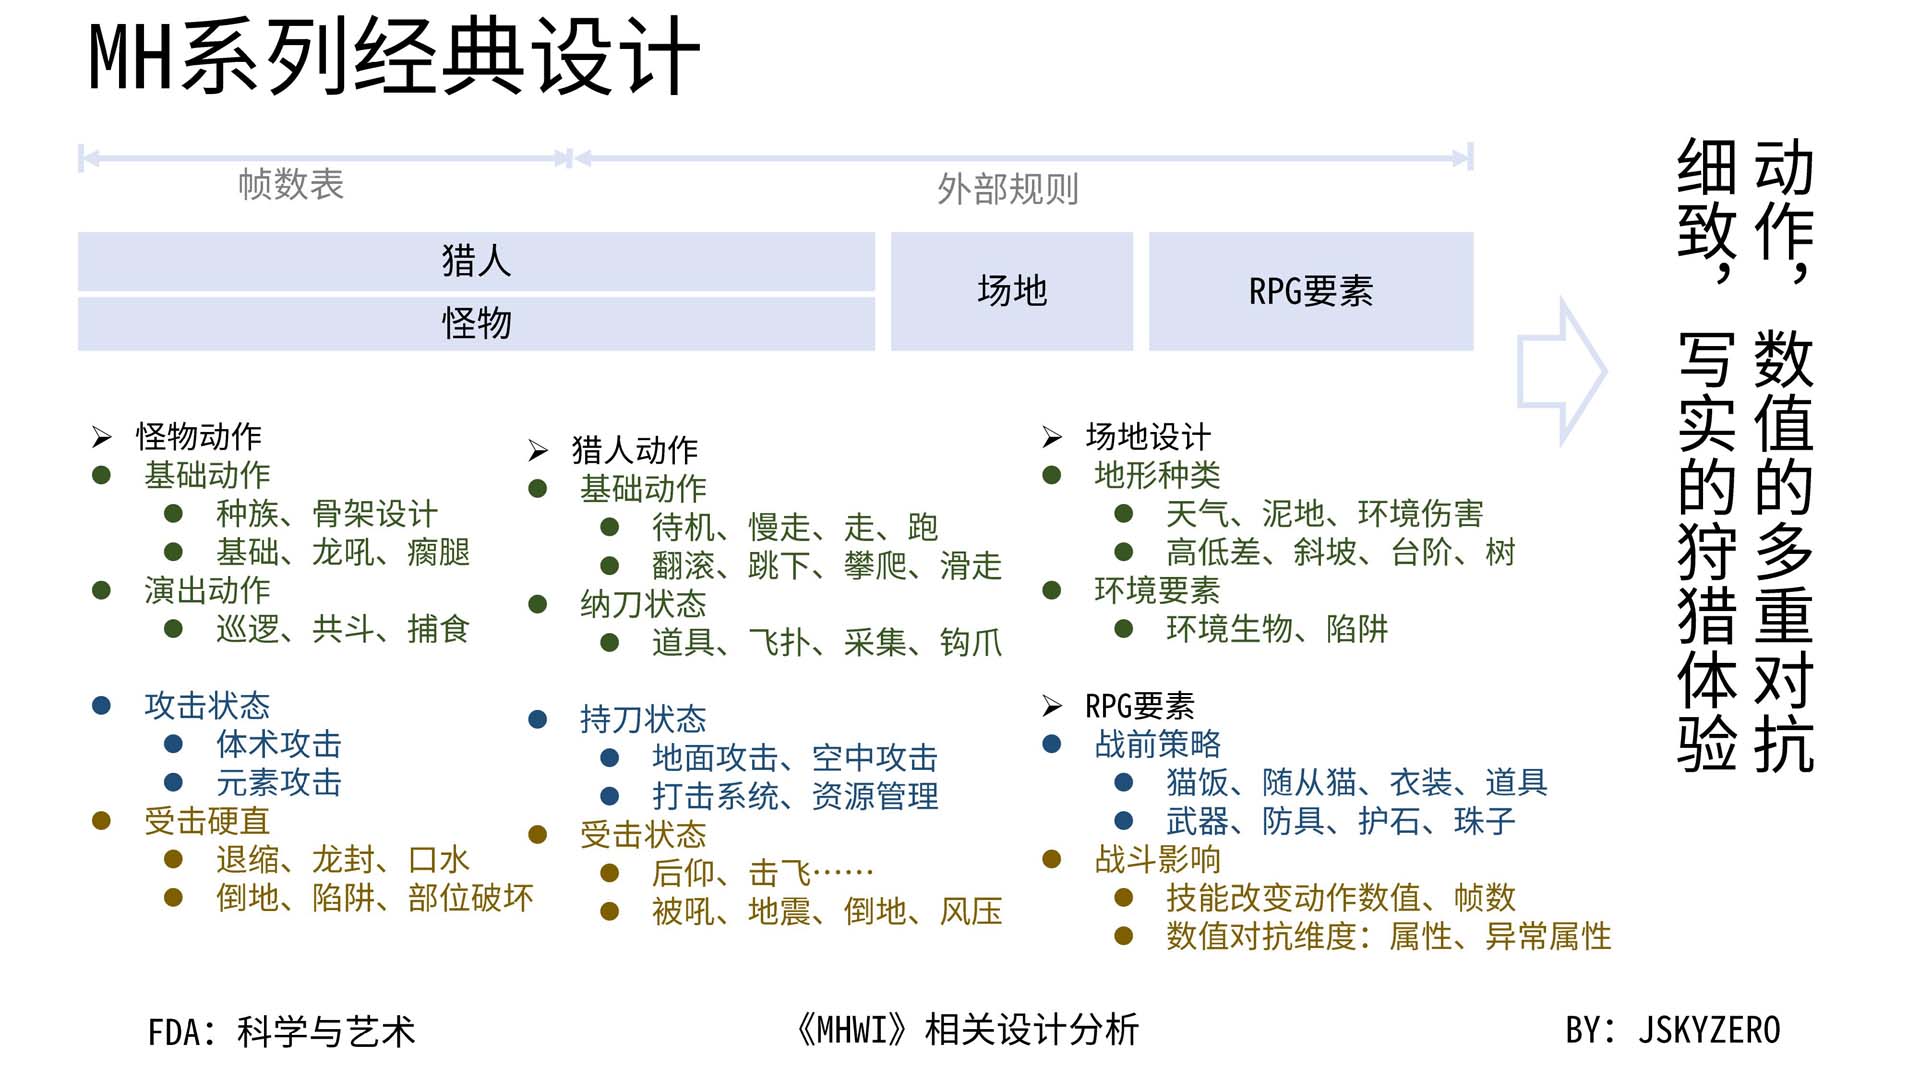 MH系列经典设计
帧数表
外部规则
猎人
怪物
场地
RPG要素
怪物动作
基础动作
种族、骨架设计
基础、龙吼、瘸腿
演出动作
巡逻、共斗、捕食
攻击状态
体术攻击
元素攻击
受击硬直
退缩、龙封、口水
倒地、陷阱、部位破坏
猎人动作
基础动作
待机、慢走、走、跑
翻滚、跳下、攀爬、滑走
纳刀状态
道具、飞扑、采集、钩爪
持刀状态
地面攻击、空中攻击
打击系统、资源管理
受击状态
后仰、击飞……
被吼、地震、倒地、风压
场地设计
地形种类
天气、泥地、环境伤害
高低差、斜坡、台阶、树
环境要素
环境生物、陷阱
RPG要素
战前策略
猫饭、随从猫、衣装、道具
武器、防具、护石、珠子
战斗影响
技能改变动作数值、帧数
数值对抗维度：属性、异常属性
动作，数值的多重对抗
细致，写实的狩猎体验
FDA：科学与艺术
《MHWI》相关设计分析
BY：JSKYZERO